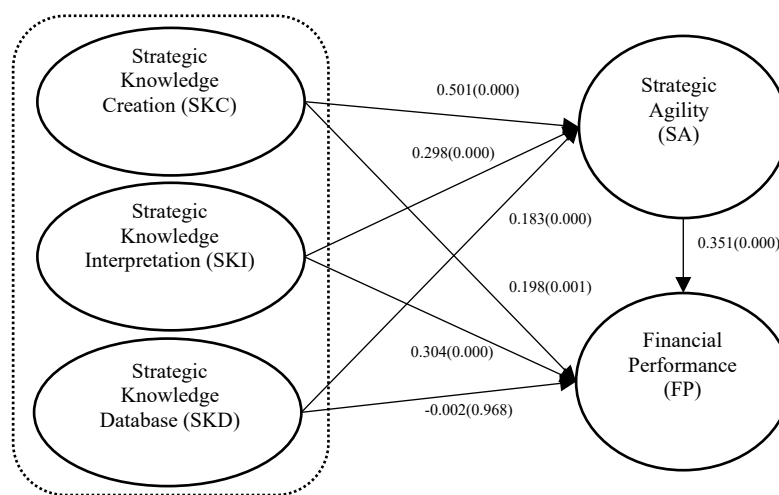 Strategic
Knowledge
Creation (SKC)
Strategic
Knowledge
Interpretation (SKI)
Strategic
Knowledge
Database (SKD)
0.501(0.000)
0.298(0.000)
0.183(0.000)
0.198(0.001)
0.304(0.000)
-0.002(0.968)
Strategic
Agility
(SA)
0.351(0.000)
Financial
Performance
(FP)